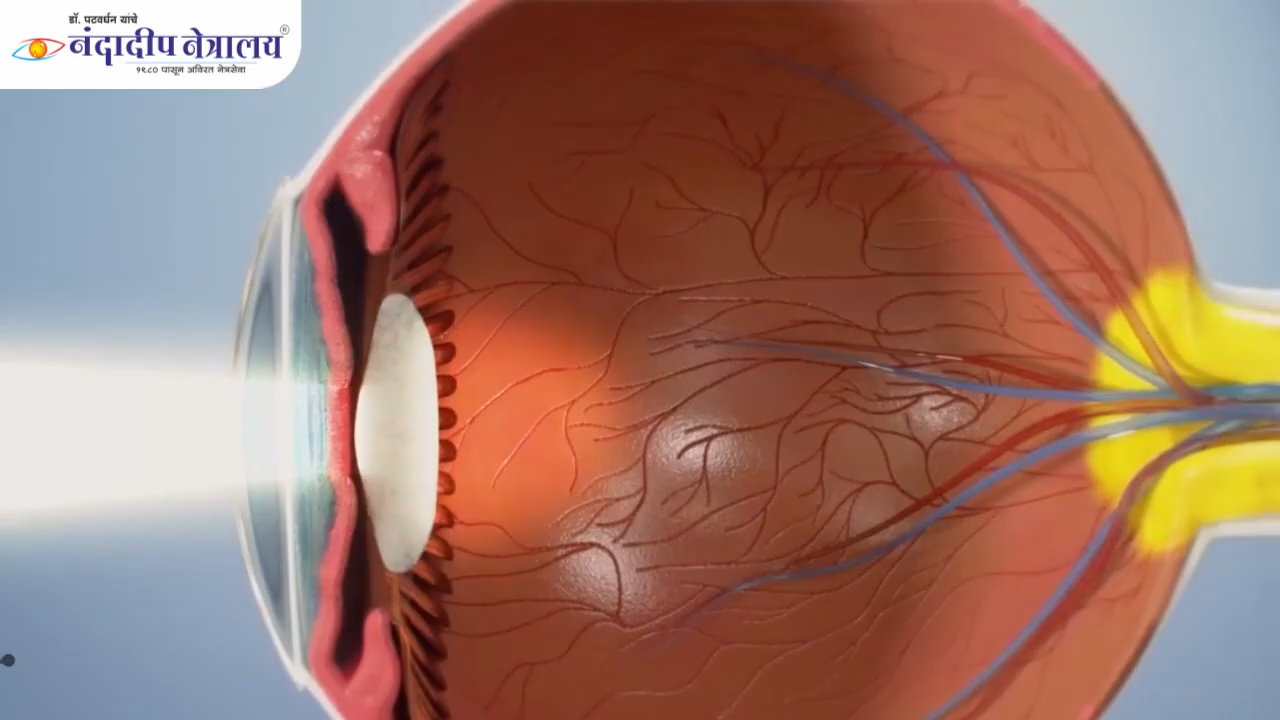 डॉ. पटवर्धन यांचे
नंदादीप नेत्रालय®
१९८० पासून अविरत नेत्रसेवा